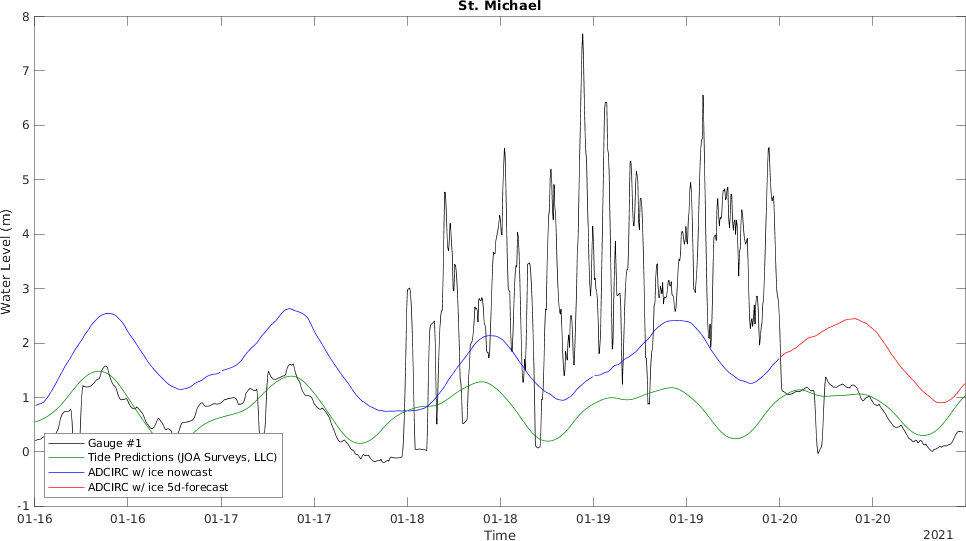 St. Michael
8
7
6
5
4
3
2
1
0
-1
Water Level (m)
Gauge #1
Tide Predictions (JOA Surveys, LLC)
ADCIRC w/ ice nowcast
ADCIRC w/ ice 5d-forecast
01-16 01-16 01-17 01-17 01-18 01-18 01-19 01-19 01-20 01-20
Time
2021